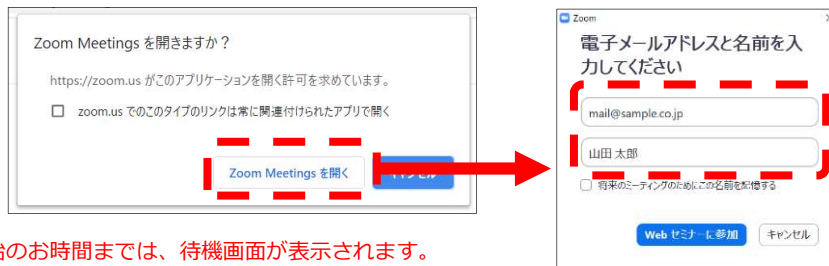 Zoom Meetings を開きますか？
https://zoom.us がこのアプリケーションを開く許可を求めています。
zoom.us でのこのタイプのリンクは常に関連付けられたアプリで開く
Zoom Meetings を開く
Zoom
電子メールアドレスと名前を入
力してください
mail@sample.co.jp
山田 太郎
将来のミーティングのためにこの名前を記憶する
Web セミナーに参加
キャンセル
のお時間までは、待機画面が表示されます。